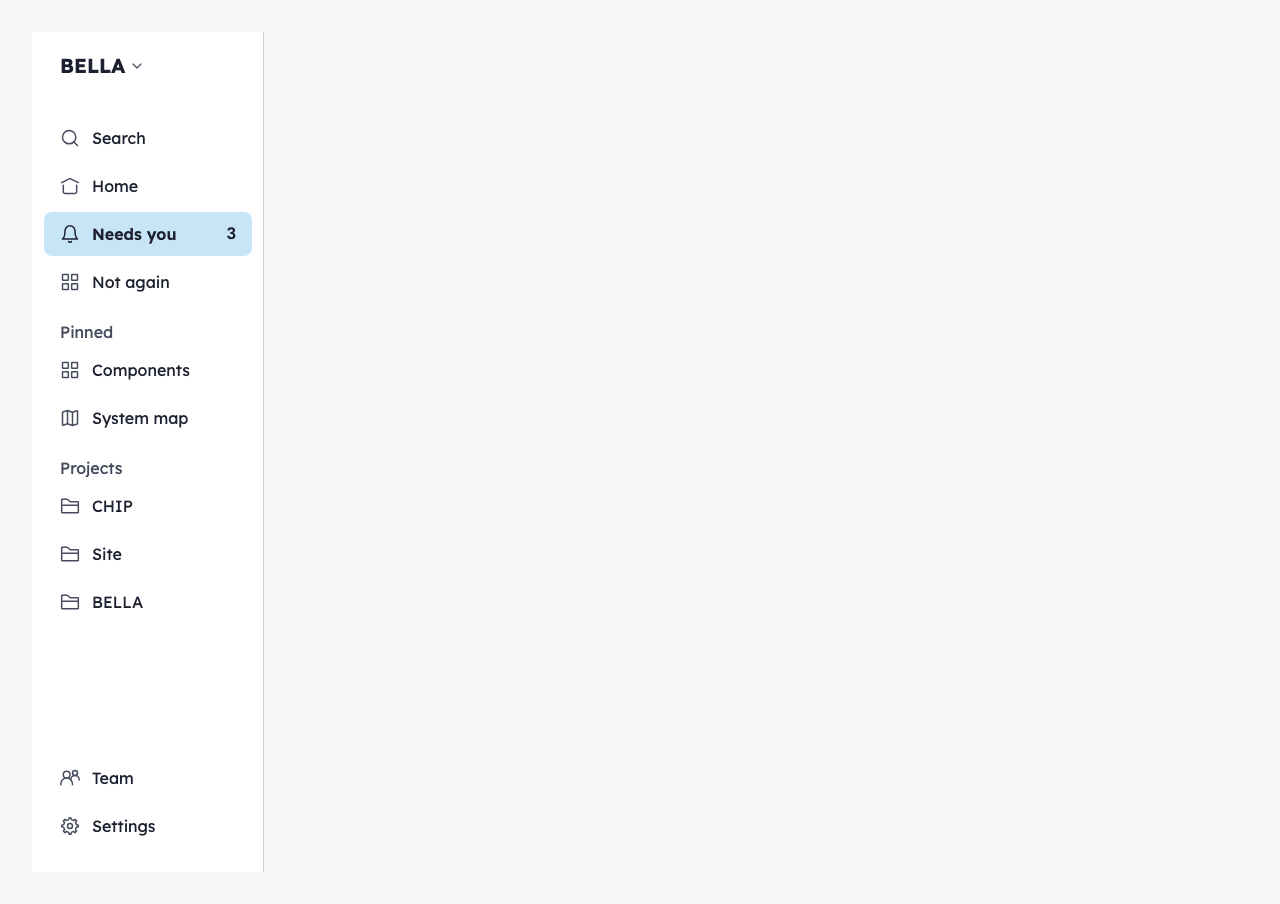 BELLA
Search
Home
Needs you 3
Not again
Pinned
Components
System map
Projects
CHIP
Site
BELLA
Team
Settings